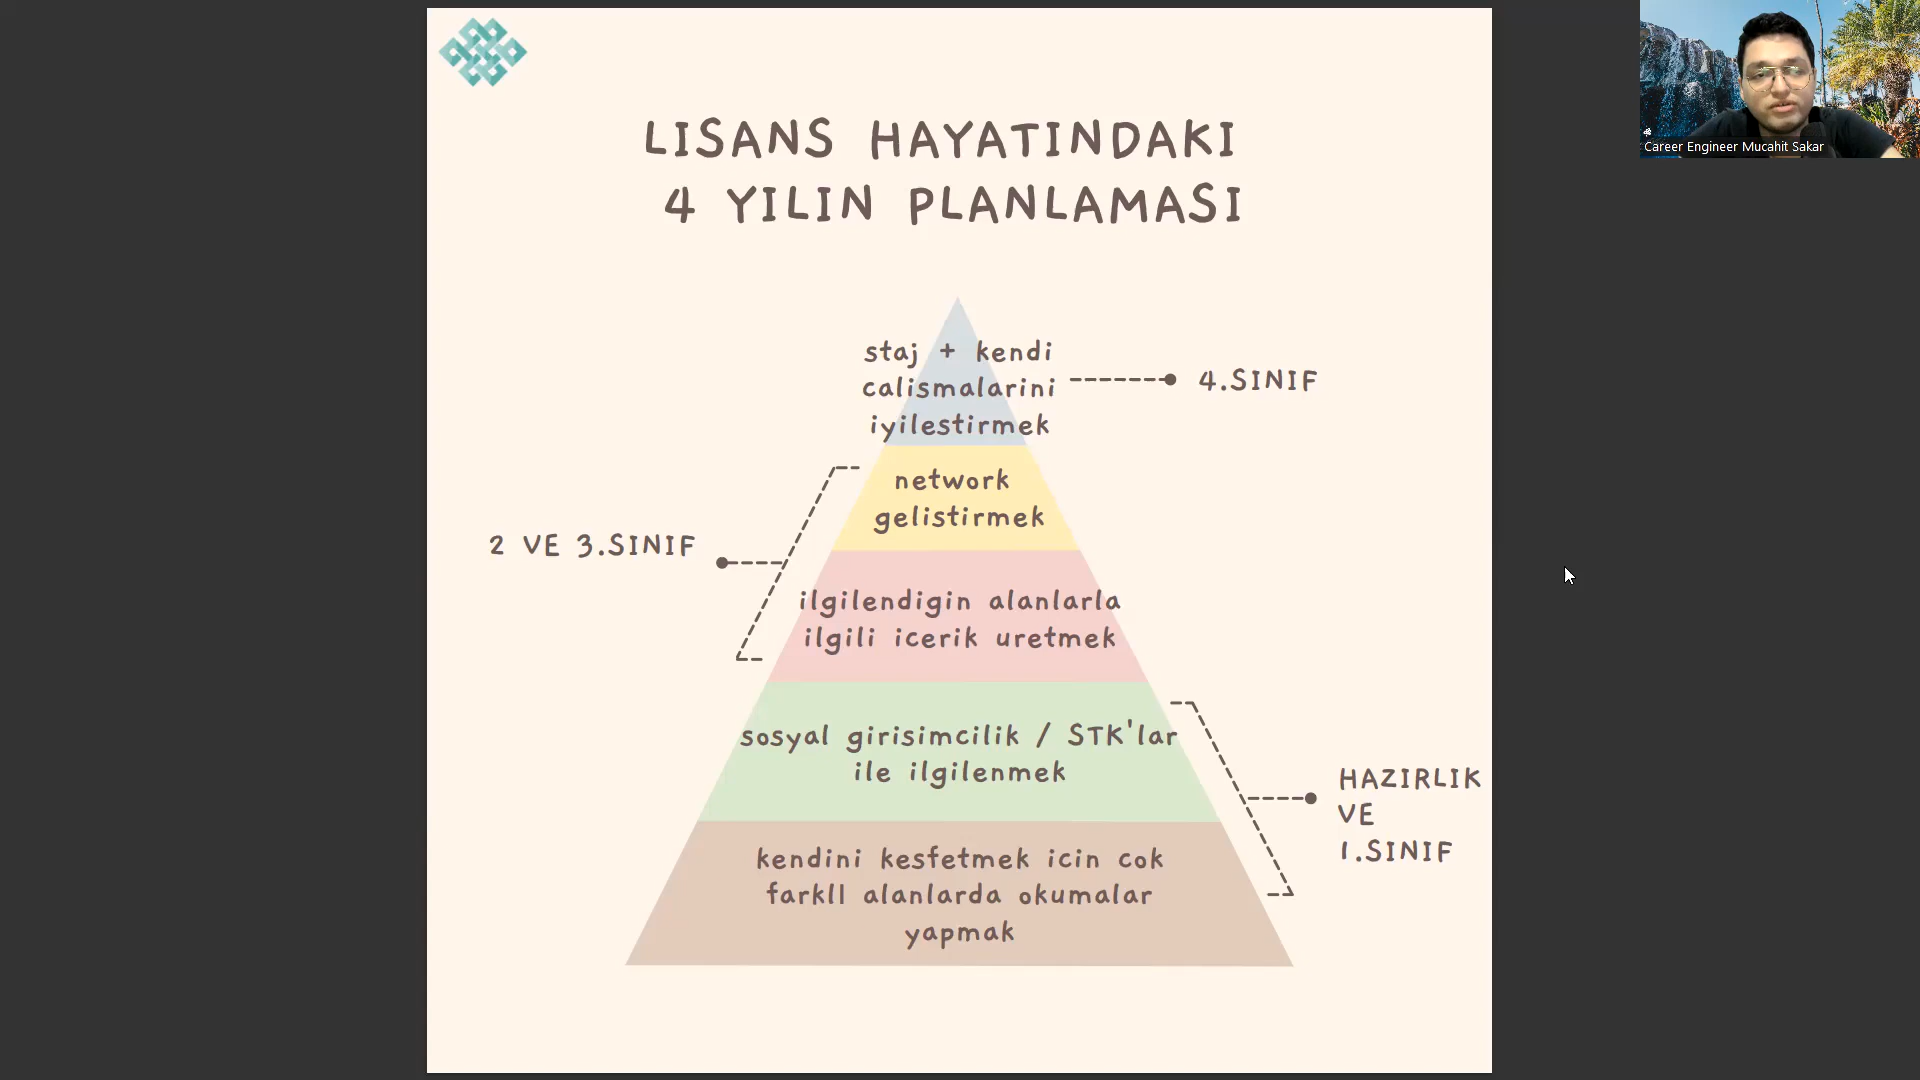 LISANS HAYATINDAKI
4 YILIN PLANLAMASI
staj + kendi
calismalarini
iyilestirmek
4.SINIF
network
gelistirmek
2 VE 3.SINIF
ilgilendigin alanlarla
ilgili icerik uretmek
sosyal girisimcilik / STK'lar
ile ilgilenmek
HAZIRLIK
VE
1.SINIF
kendini kesfetmek icin cok
farklI alanlarda okumalar
yapmak
Career Engineer Mucahit Sakar